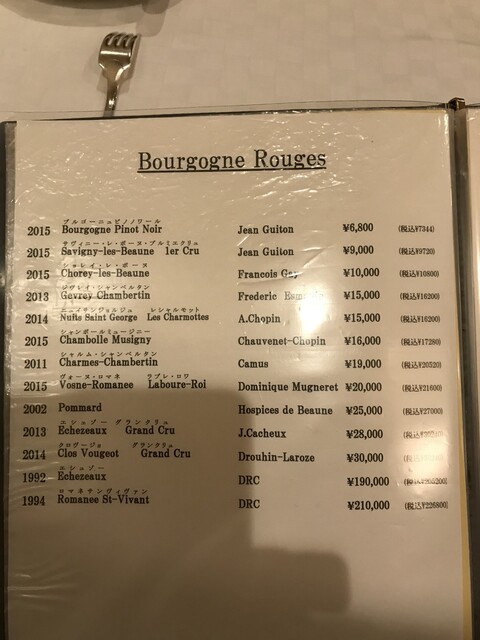 Bourgogne Rouges
ブルゴーニュピノノワール
2015 Bourgogne Pinot Noir Jean Guiton ¥6,800 (税込¥7344)
サヴィニー・レ・ボーヌ・プルミエクリュ
2015 Savigny-les-Beaune 1er Cru Jean Guiton ¥9,000 (税込¥9720)
ショレイ・レ・ボーヌ
2015 Chorey-les-Beaune Francois Gay ¥10,000 (税込¥10800)
ジヴレイ・シャンベルタン
2013 Gevrey Chambertin Frederic ¥15,000 (税込¥16200)
ニュイサンジョルジュ レシャルモット
2014 Nuits Saint George Les Charmottes A.Chopin ¥15,000 (税込¥16200)
シャンボールミュージニー
2015 Chambolle Musigny Chauvenet-Chopin ¥16,000 (税込¥17280)
シャルム・シャンベルタン
2011 Charmes-Chambertin Camus ¥19,000 (税込¥20520)
ヴォーヌ・ロマネ ラブレ・ロワ
2015 Vosne-Romanee Laboure-Roi Dominique Mugneret ¥20,000 (税込¥21600)
2002 Pommard Hospices de Beaune ¥25,000 (税込¥27000)
エシェゾー グランクリュ
2013 Echezeaux Grand Cru J.Cacheux ¥28,000
クロヴージョ グランクリュ
2014 Clos Vougeot Grand Cru Drouhin-Laroze ¥30,000
エシェゾー
1992 Echezeaux DRC ¥190,000
ロマネサンヴィヴァン
1994 Romanee St-Vivant DRC ¥210,000 (税込¥226800)